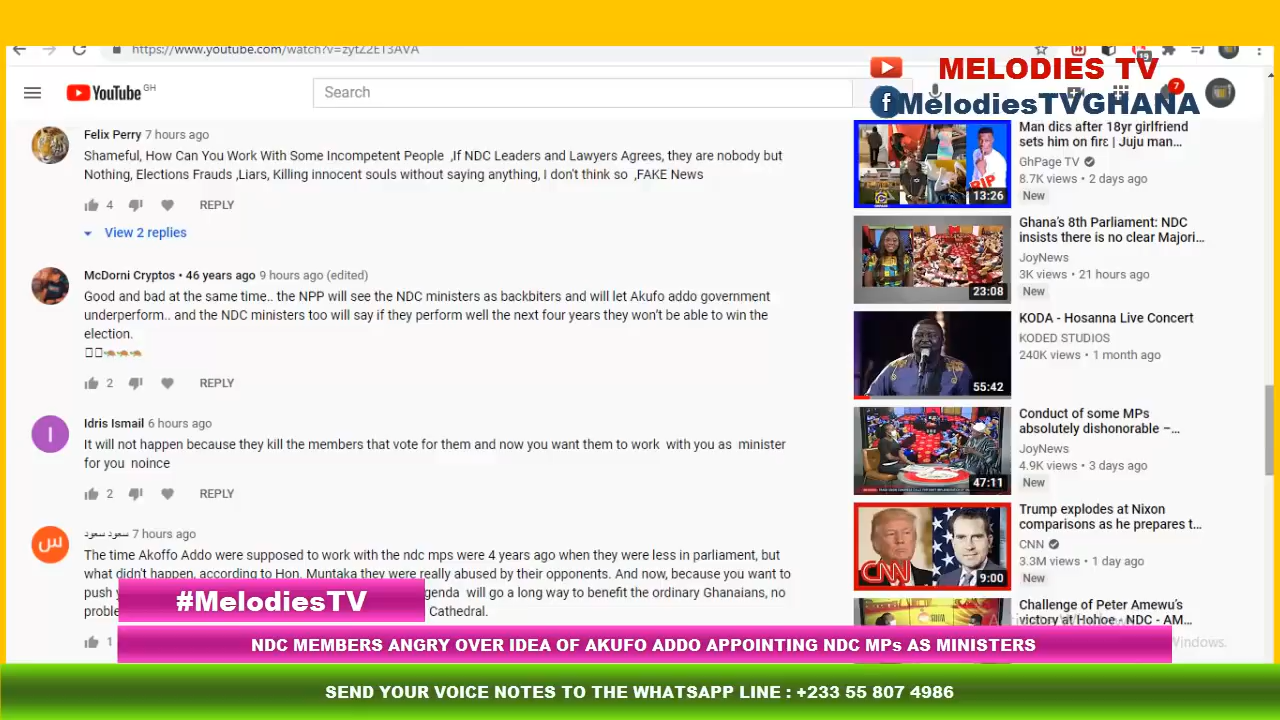 https://www.youtube.com/watch?v=zytZ2ET3AVA
MELODIES TV
MelodiesTVGHANA
YouTube GH
Search
7
Felix Perry 7 hours ago
Shameful, How Can You Work With Some Incompetent People ,If NDC Leaders and Lawyers Agrees, they are nobody but
Nothing, Elections Frauds ,Liars, Killing innocent souls without saying anything, I don't think so ,FAKE News
4 REPLY
View 2 replies
McDorni Cryptos • 46 years ago 9 hours ago (edited)
Good and bad at the same time.. the NPP will see the NDC ministers as backbiters and will let Akufo addo government
underperform.. and the NDC ministers too will say if they perform well the next four years they won't be able to win the
election.
2 REPLY
I
Idris Ismail 6 hours ago
It will not happen because they kill the members that vote for them and now you want them to work with you as minister
for you noince
2 REPLY
س
سعود سعود 7 hours ago
The time Akoffo Addo were supposed to work with the ndc mps were 4 years ago when they were less in parliament, but
what didn't happen, according to Hon. Muntaka they were really abused by their opponents. And now, because you want to
push genda will go a long way to benefit the ordinary Ghanaians, no
proble Cathedral.
1
Man dies after 18yr girlfriend
sets him on fire | Juju man…
GhPage TV
8.7K views • 2 days ago
New
RIP
13:26
Ghana's 8th Parliament: NDC
insists there is no clear Majori…
JoyNews
3K views • 21 hours ago
New
23:08
KODA - Hosanna Live Concert
KODED STUDIOS
240K views • 1 month ago
55:42
Conduct of some MPs
absolutely dishonorable –…
JoyNews
4.9K views • 3 days ago
New
47:11
Trump explodes at Nixon
comparisons as he prepares t…
CNN
3.3M views • 1 day ago
New
CNN
9:00
Challenge of Peter Amewu's
victory at Hohoe - NDC - AM…
Windows.
#MelodiesTV
NDC MEMBERS ANGRY OVER IDEA OF AKUFO ADDO APPOINTING NDC MPs AS MINISTERS
SEND YOUR VOICE NOTES TO THE WHATSAPP LINE : +233 55 807 4986